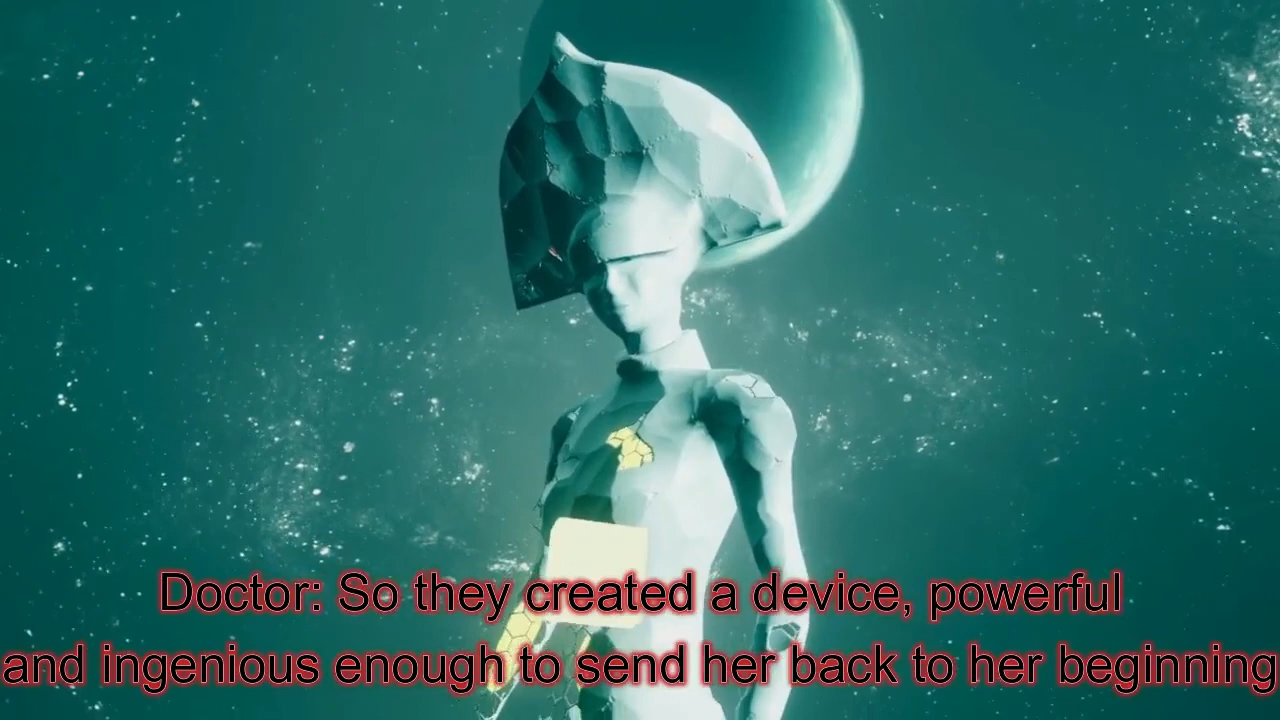 Doctor: So they created a device, powerful
and ingenious enough to send her back to her beginning